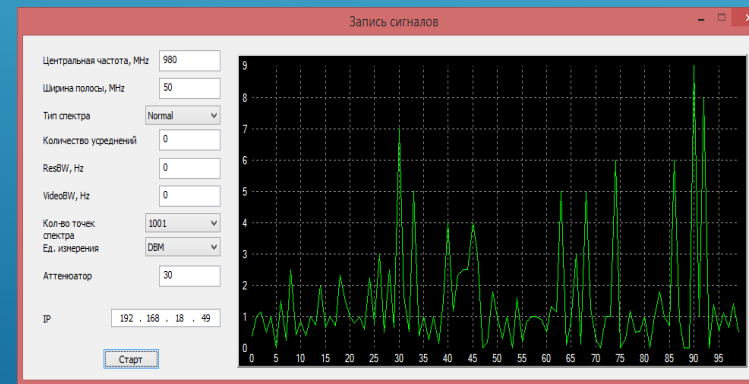 Запись сигналов
Центральная частота, MHz 980
Ширина полосы, MHz 50
Тип спектра Normal
Количество усреднений 0
ResBW, Hz 0
VideoBW, Hz 0
Кол-во точек спектра 1001
Ед. измерения DBM
Аттенюатор 30
IP 192 . 168 . 18 . 49
Старт
9
8
7
6
5
4
3
2
1
0
0 5 10 15 20 25 30 35 40 45 50 55 60 65 70 75 80 85 90 95